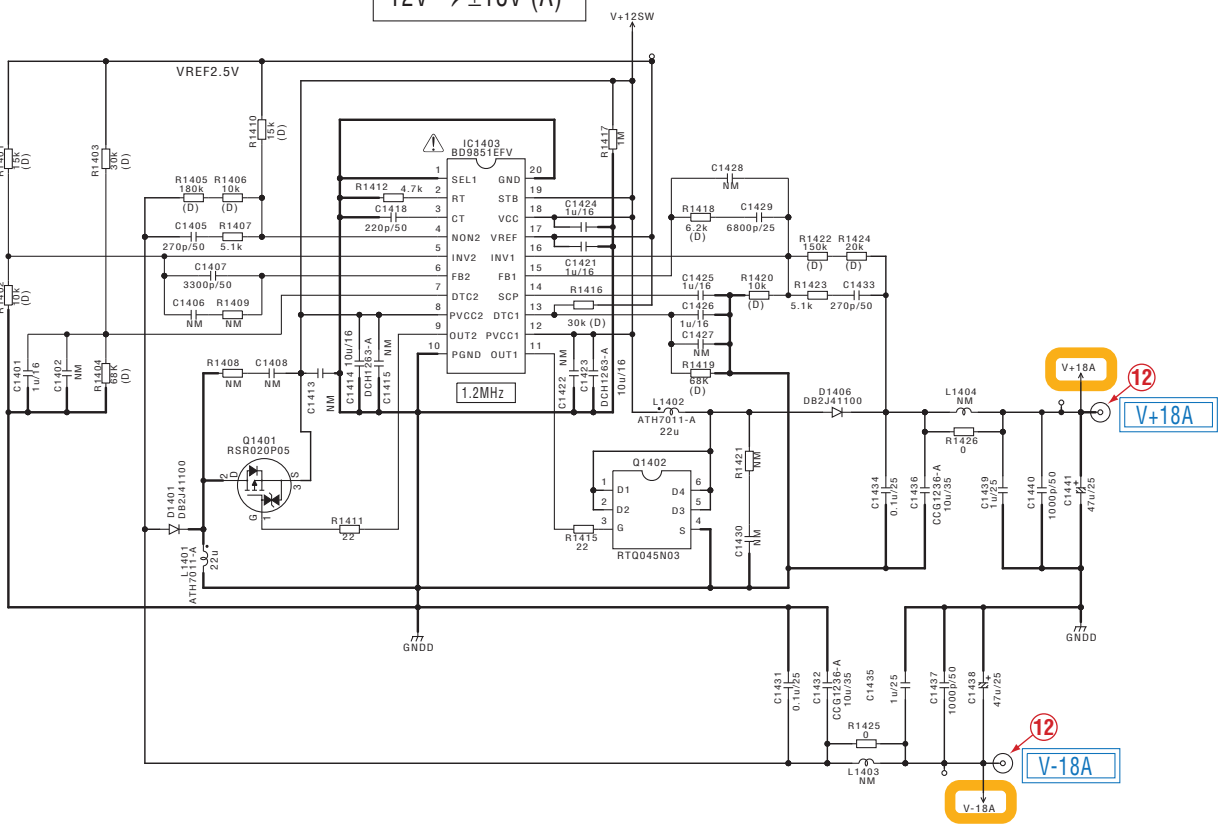 V+12SW
VREF2.5V
R1410
15k
(D)
15k
(D)
R1403
30k
(D)
R1417
1M
IC1403
BD9851EFV
1
SEL1
2
RT
3
CT
4
NON2
5
INV2
6
FB2
7
DTC2
8
PVCC2
9
OUT2
10
PGND
20
GND
19
STB
18
VCC
17
VREF
16
INV1
15
FB1
14
SCP
13
DTC1
12
PVCC1
11
OUT1
1.2MHz
R1405
180k
(D)
R1406
10k
(D)
R1412
4.7k
C1418
220p/50
C1424
1u/16
C1421
1u/16
C1428
NM
R1418
6.2k
(D)
C1429
6800p/25
C1405
270p/50
R1407
5.1k
C1407
3300p/50
C1406
NM
R1409
NM
10k
(D)
R1422
150k
(D)
R1424
20k
(D)
C1425
1u/16
R1420
10k
(D)
R1423
5.1k
C1433
270p/50
R1416
30k (D)
C1426
1u/16
C1427
NM
R1419
68K
(D)
C1401
1u/16
C1402
NM
R1404
68K
(D)
R1408
NM
C1408
NM
C1413
NM
C1414
10u/16
DCH1263-A
C1415
NM
C1422
NM
C1423
DCH1263-A
10u/16
L1402
ATH7011-A
22u
D1406
DB2J41100
L1404
NM
R1426
0
V+18A
12
V+18A
Q1401
RSR020P05
2
D
S
3
G
1
D1401
DB2J41100
L1401
ATH7011-A
22u
R1411
22
R1415
22
Q1402
1
D1
2
D2
3
G
6
D4
5
D3
4
S
RTQ045N03
R1421
NM
C1430
NM
C1434
0.1u/25
C1436
CCG1236-A
10u/35
C1439
1u/25
C1440
1000p/50
C1441
+
47u/25
GNDD
GNDD
C1431
0.1u/25
C1432
CCG1236-A
10u/35
C1435
1u/25
C1437
1000p/50
C1438
+
47u/25
R1425
0
L1403
NM
12
V-18A
V-18A